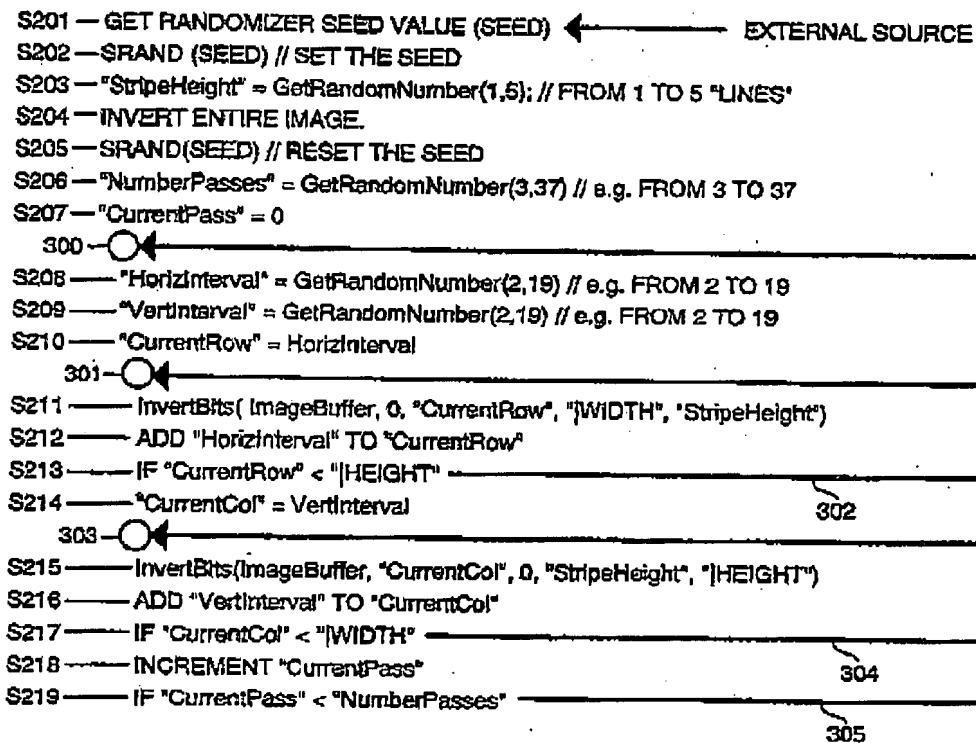 S201 — GET RANDOMIZER SEED VALUE (SEED) EXTERNAL SOURCE
S202 — SRAND (SEED) // SET THE SEED
S203 — "StripeHeight" = GetRandomNumber(1,5); // FROM 1 TO 5 "LINES"
S204 — INVERT ENTIRE IMAGE.
S205 — SRAND(SEED) // RESET THE SEED
S206 — "NumberPasses" = GetRandomNumber(3,37) // e.g. FROM 3 TO 37
S207 — "CurrentPass" = 0
300
S208 — "HorizInterval" = GetRandomNumber(2,19) // e.g. FROM 2 TO 19
S209 — "VertInterval" = GetRandomNumber(2,19) // e.g. FROM 2 TO 19
S210 — "CurrentRow" = HorizInterval
301
S211 — InvertBits( ImageBuffer, 0, "CurrentRow", "|WIDTH", "StripeHeight")
S212 — ADD "HorizInterval" TO "CurrentRow"
S213 — IF "CurrentRow" < "|HEIGHT"
302
S214 — "CurrentCol" = VertInterval
303
S215 — InvertBits(ImageBuffer, "CurrentCol", 0, "StripeHeight", "|HEIGHT")
S216 — ADD "VertInterval" TO "CurrentCol"
S217 — IF "CurrentCol" < "|WIDTH"
304
S218 — INCREMENT "CurrentPass"
S219 — IF "CurrentPass" < "NumberPasses"
305